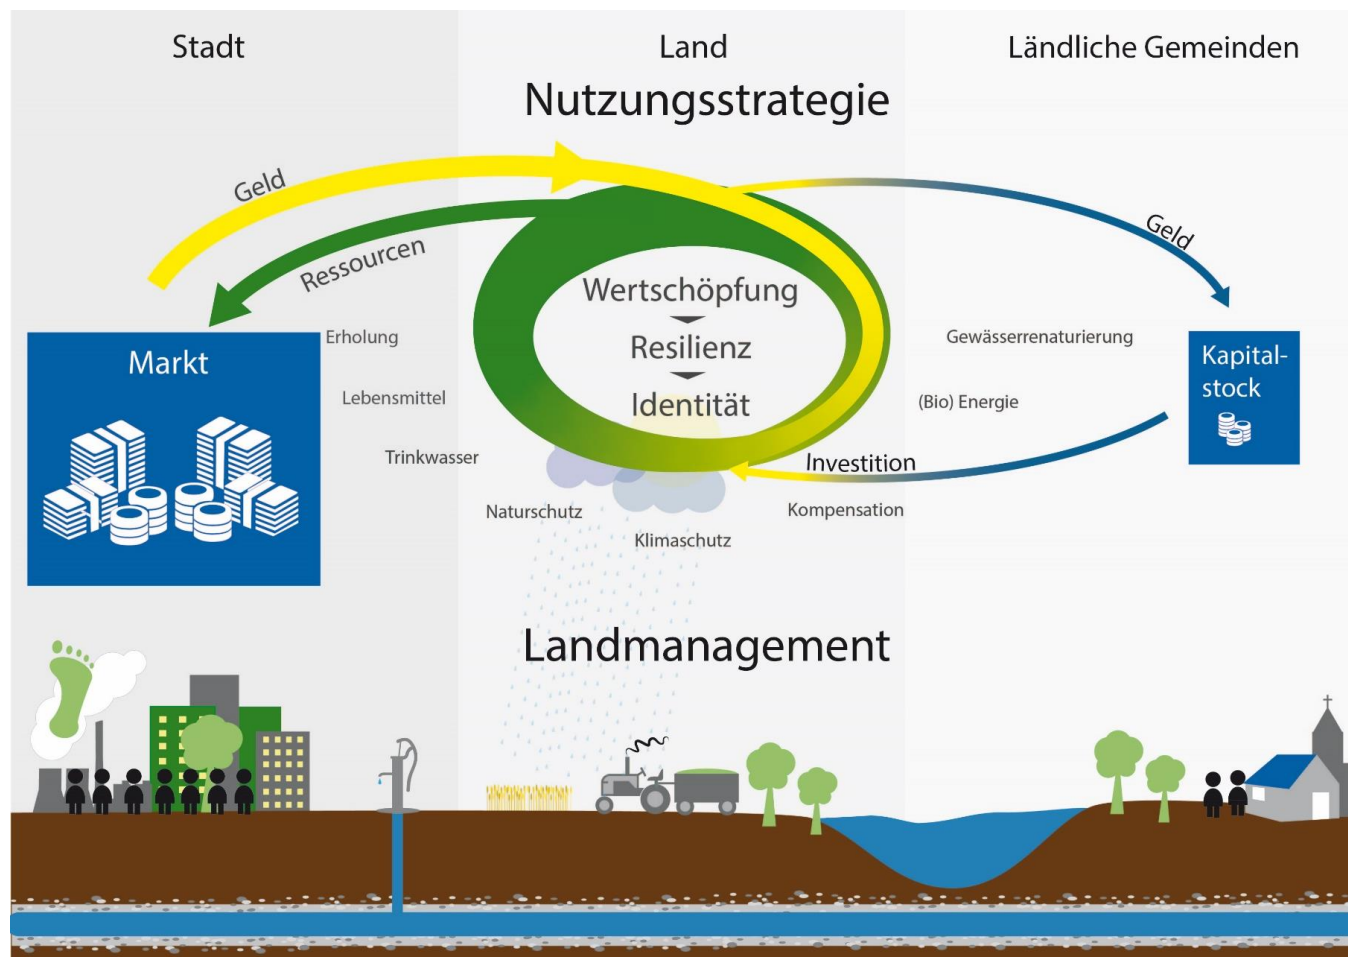 Stadt
Land
Ländliche Gemeinden
Nutzungsstrategie
Geld
Ressourcen
Geld
Wertschöpfung
Resilienz
Identität
Markt
Erholung
Lebensmittel
Trinkwasser
Naturschutz
Klimaschutz
Kompensation
(Bio) Energie
Gewässerrenaturierung
Investition
Kapital-
stock
Landmanagement